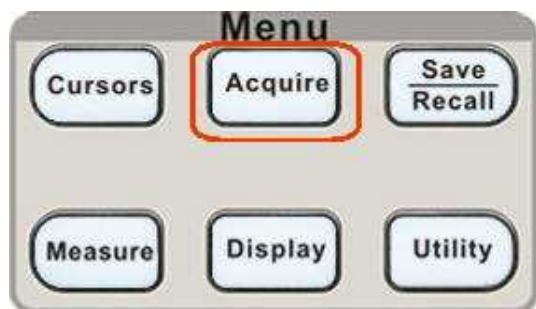 Menu
Cursors
Acquire
Save
Recall
Measure
Display
Utility